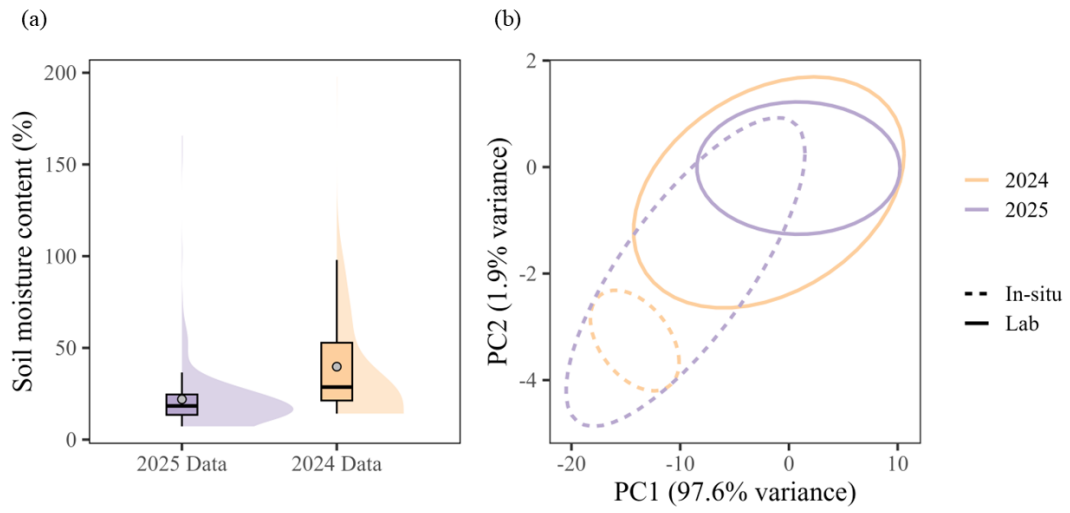 (a)
Soil moisture content (%)
200
150
100
50
0
2025 Data
2024 Data
(b)
PC2 (1.9% variance)
2
0
-2
-4
-20
-10
0
10
PC1 (97.6% variance)
2024
2025
In-situ
Lab